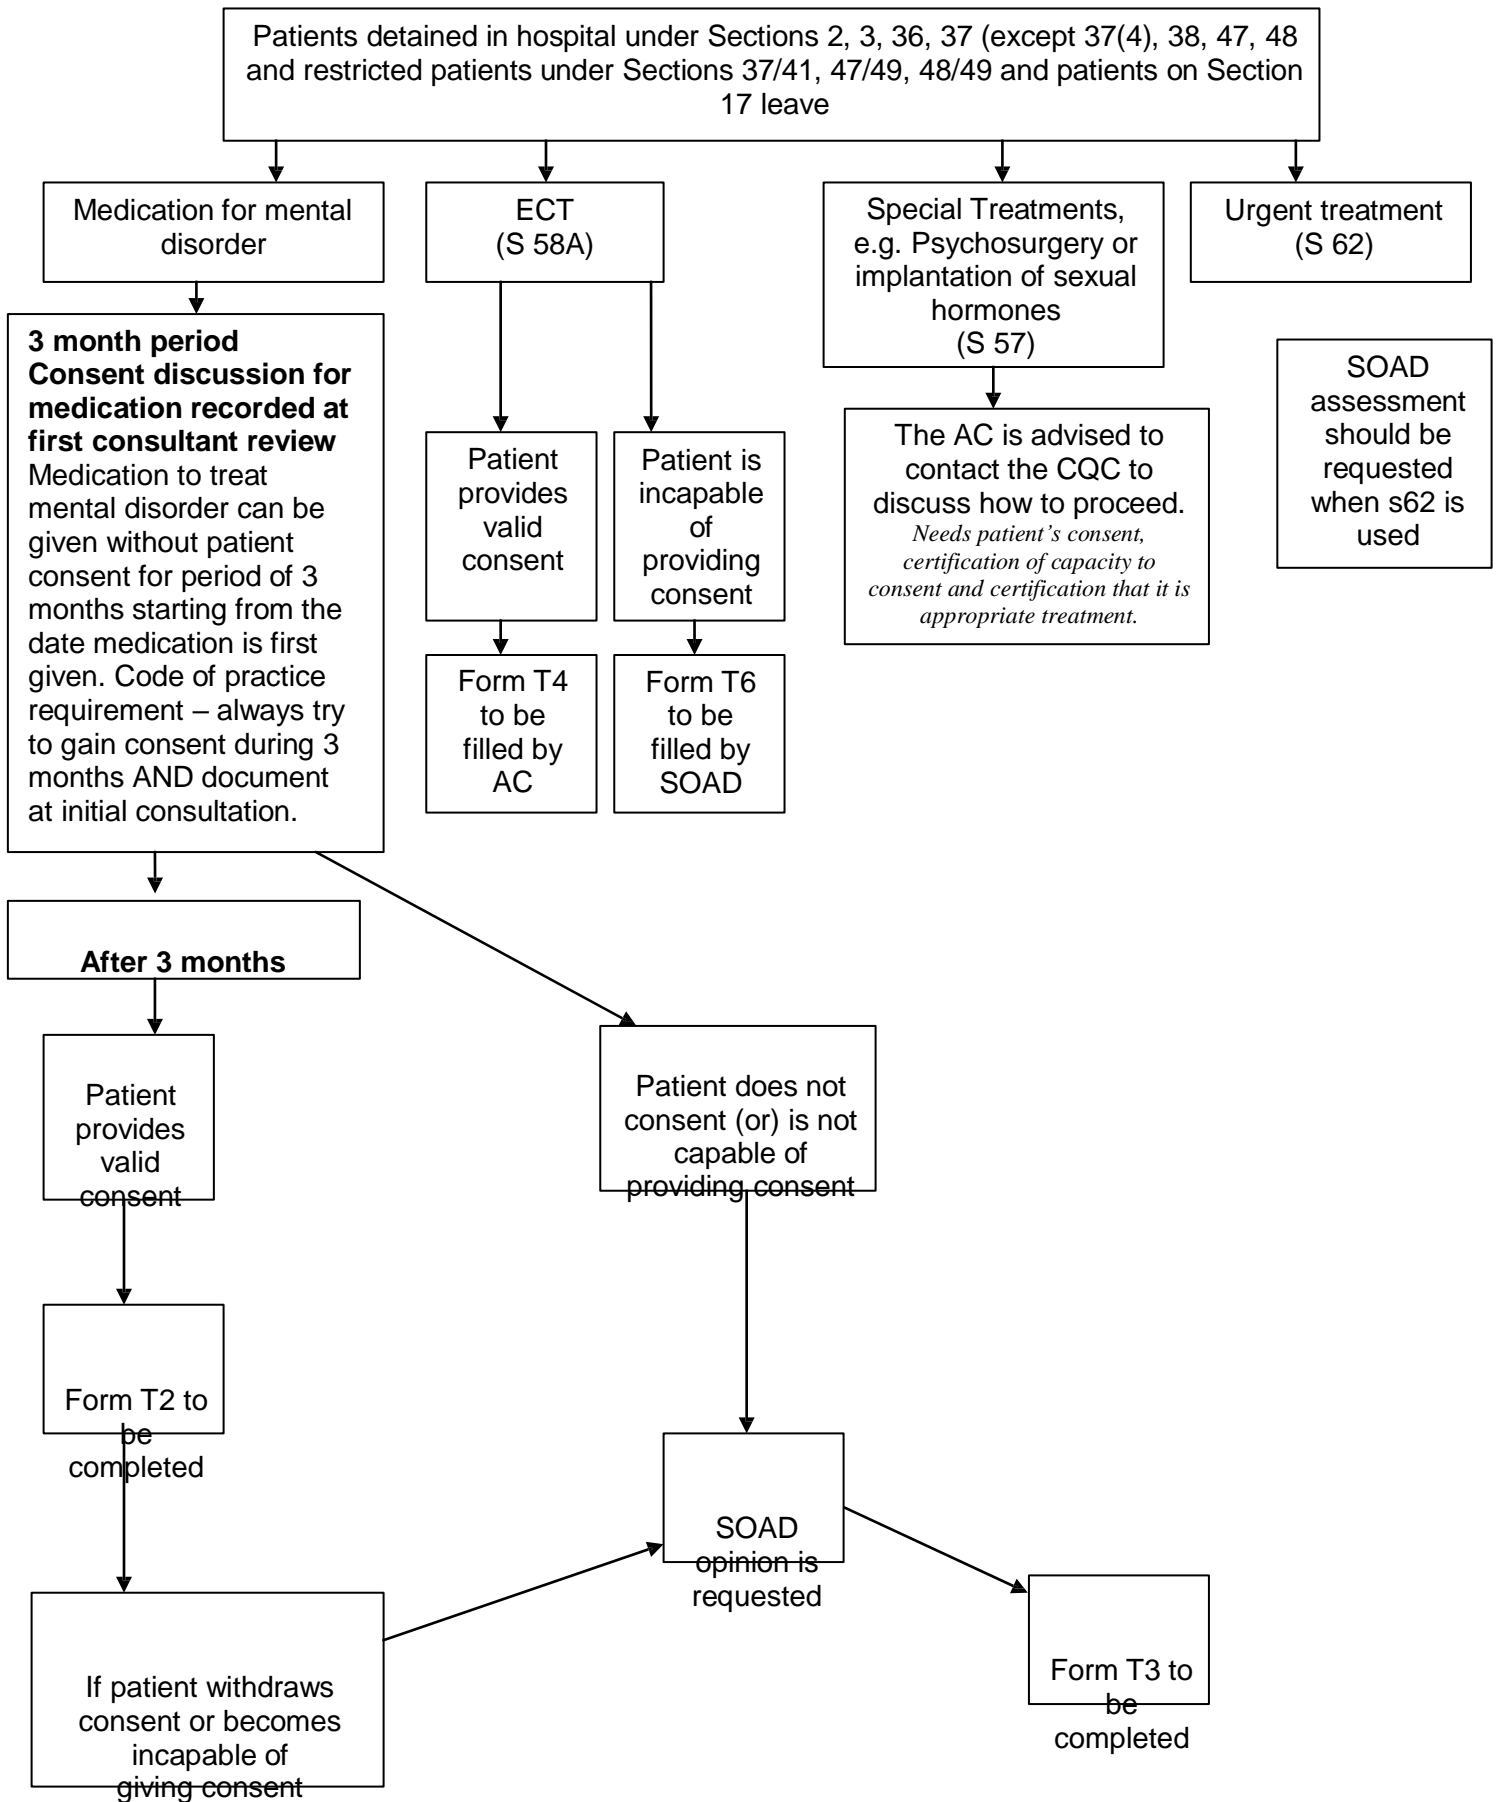 Patients detained in hospital under Sections 2, 3, 36, 37 (except 37(4), 38, 47, 48
and restricted patients under Sections 37/41, 47/49, 48/49 and patients on Section
17 leave
Medication for mental
disorder
ECT
(S 58A)
Special Treatments,
e.g. Psychosurgery or
implantation of sexual
hormones
(S 57)
Urgent treatment
(S 62)
3 month period
Consent discussion for
medication recorded at
first consultant review
Medication to treat
mental disorder can be
given without patient
consent for period of 3
months starting from the
date medication is first
given. Code of practice
requirement – always try
to gain consent during 3
months AND document
at initial consultation.
Patient
provides
valid
consent
Patient is
incapable
of
providing
consent
The AC is advised to
contact the CQC to
discuss how to proceed.
Needs patient’s consent,
certification of capacity to
consent and certification that it is
appropriate treatment.
SOAD
assessment
should be
requested
when s62 is
used
Form T4
to be
filled by
AC
Form T6
to be
filled by
SOAD
After 3 months
Patient
provides
valid
consent
Patient does not
consent (or) is not
capable of
providing consent
Form T2 to
be
completed
SOAD
opinion is
requested
Form T3 to
be
completed
If patient withdraws
consent or becomes
incapable of
giving consent